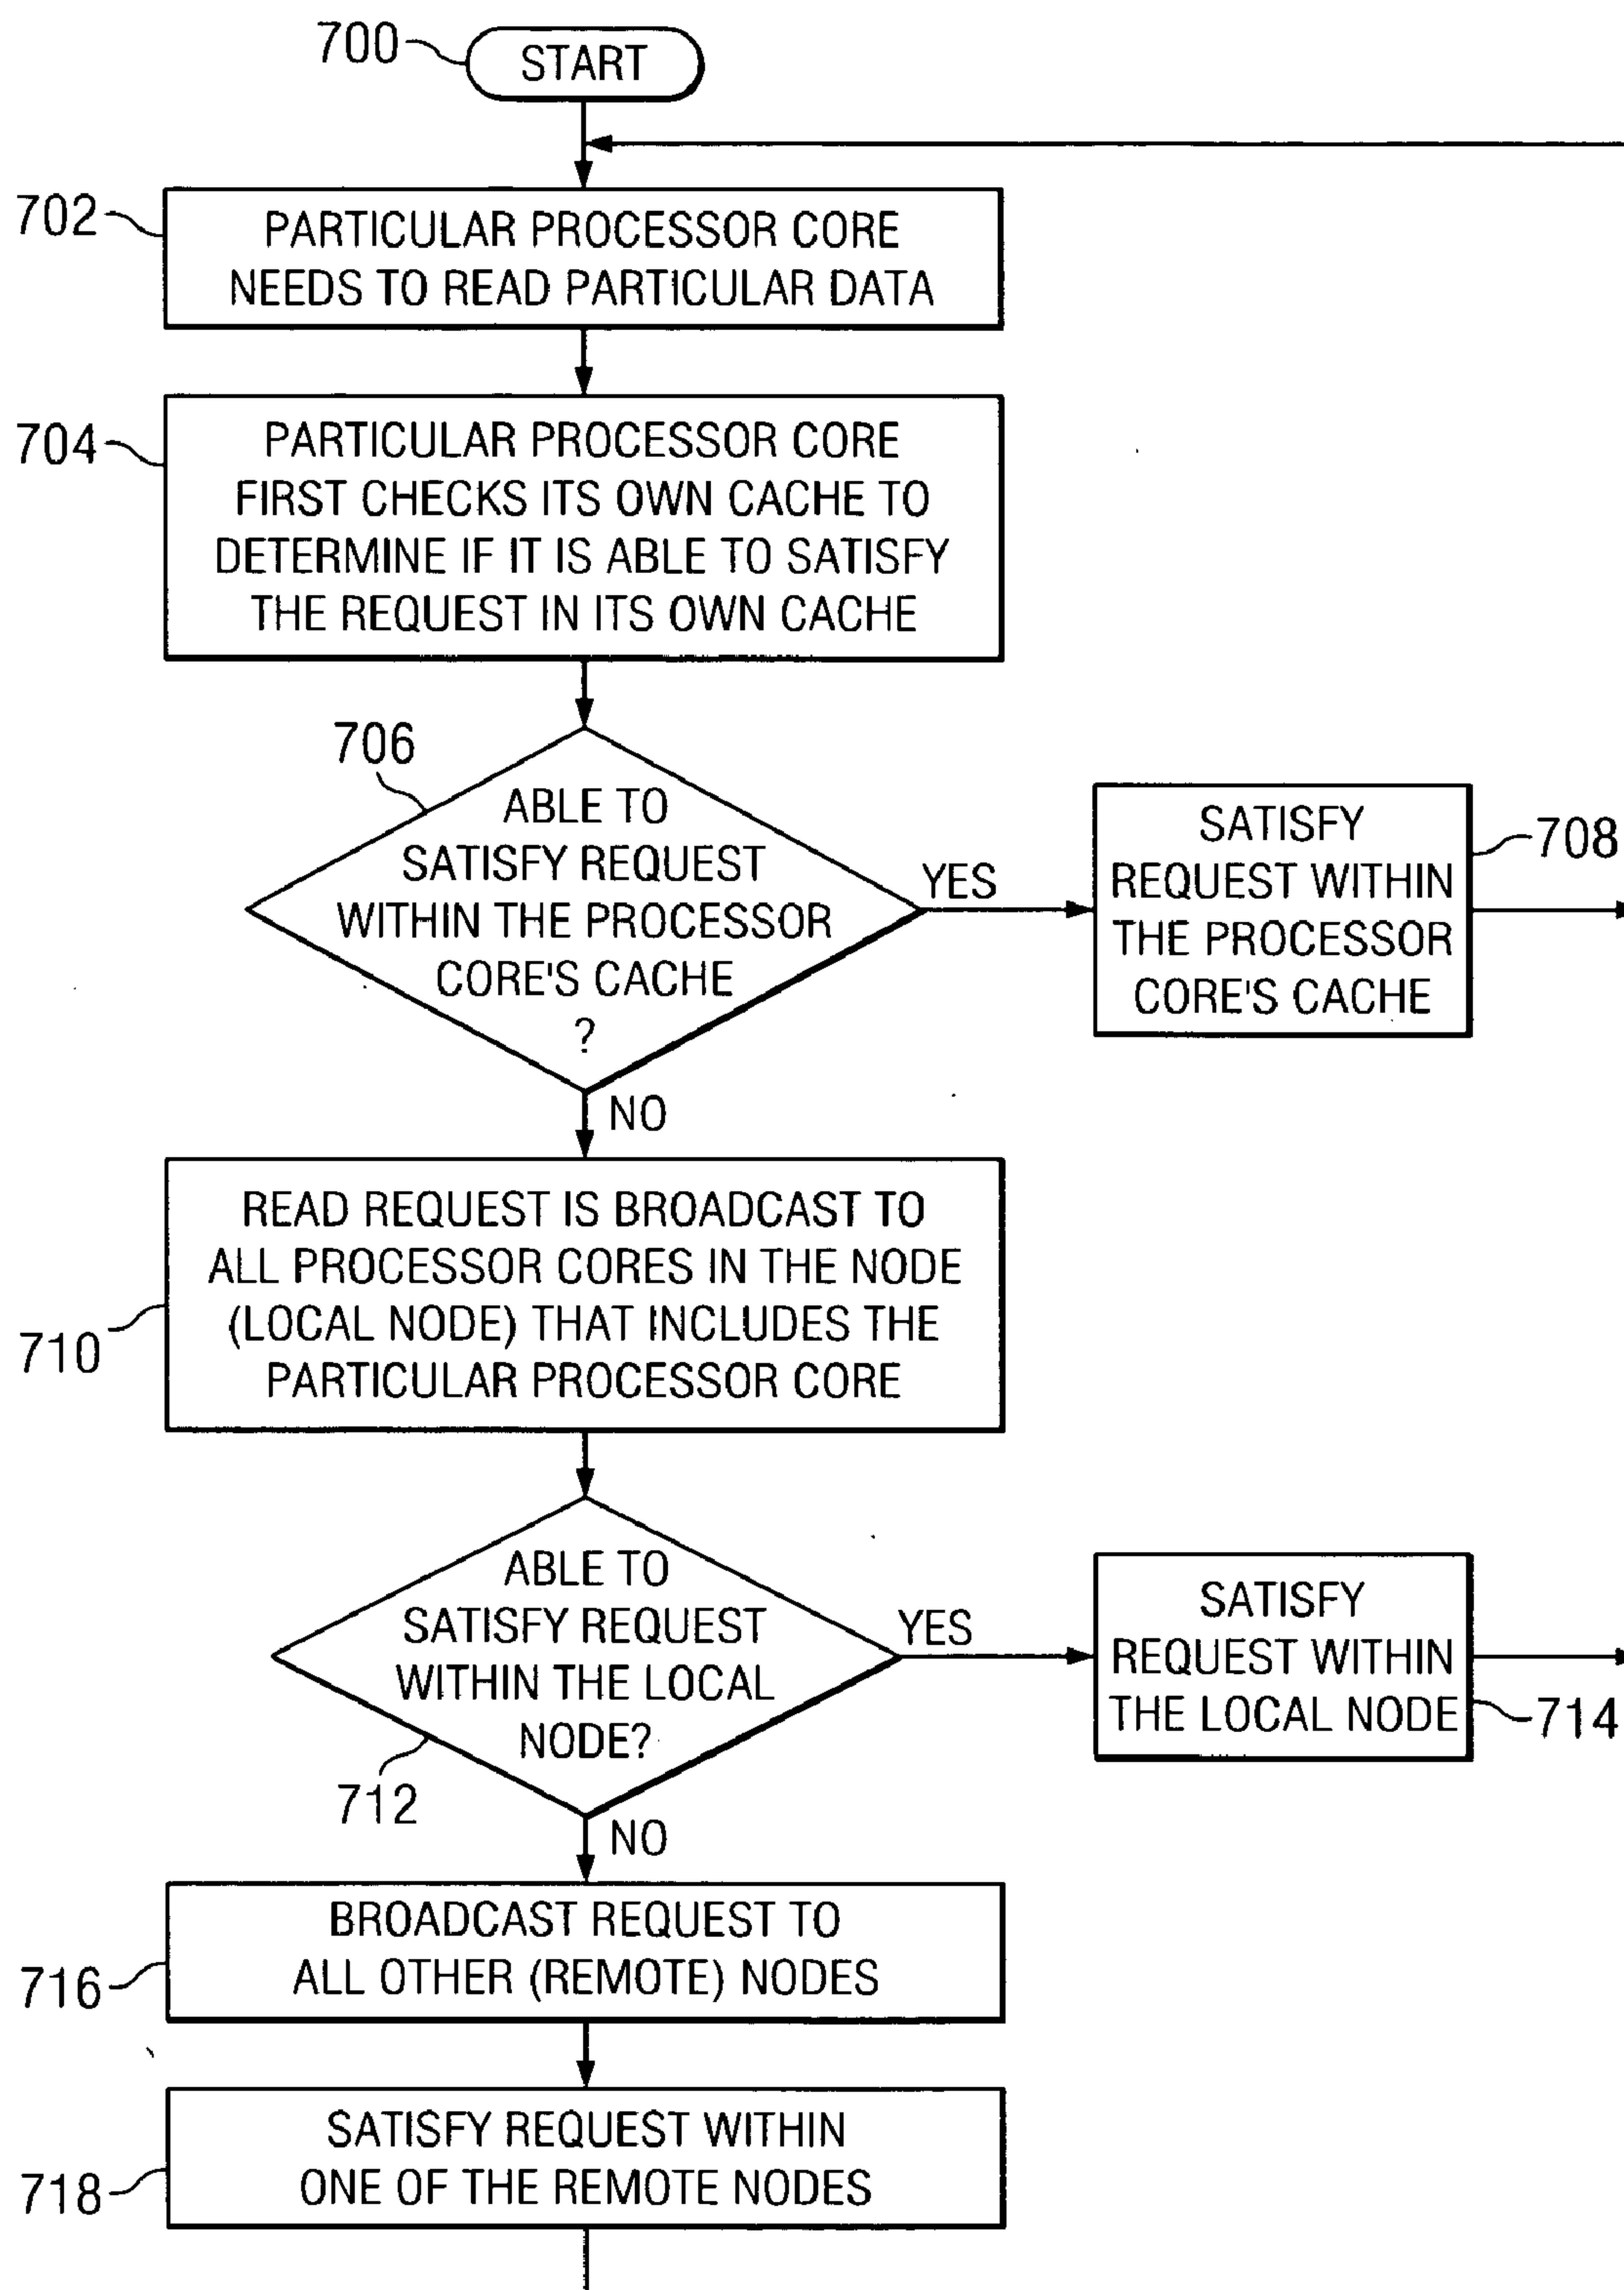 700
START
702
PARTICULAR PROCESSOR CORE
NEEDS TO READ PARTICULAR DATA
704
PARTICULAR PROCESSOR CORE
FIRST CHECKS ITS OWN CACHE TO
DETERMINE IF IT IS ABLE TO SATISFY
THE REQUEST IN ITS OWN CACHE
706
ABLE TO
SATISFY REQUEST
WITHIN THE PROCESSOR
CORE'S CACHE
?
YES
SATISFY
REQUEST WITHIN
THE PROCESSOR
CORE'S CACHE
708
NO
READ REQUEST IS BROADCAST TO
ALL PROCESSOR CORES IN THE NODE
(LOCAL NODE) THAT INCLUDES THE
PARTICULAR PROCESSOR CORE
710
ABLE TO
SATISFY REQUEST
WITHIN THE LOCAL
NODE?
712
YES
SATISFY
REQUEST WITHIN
THE LOCAL NODE
714
NO
BROADCAST REQUEST TO
ALL OTHER (REMOTE) NODES
716
SATISFY REQUEST WITHIN
ONE OF THE REMOTE NODES
718